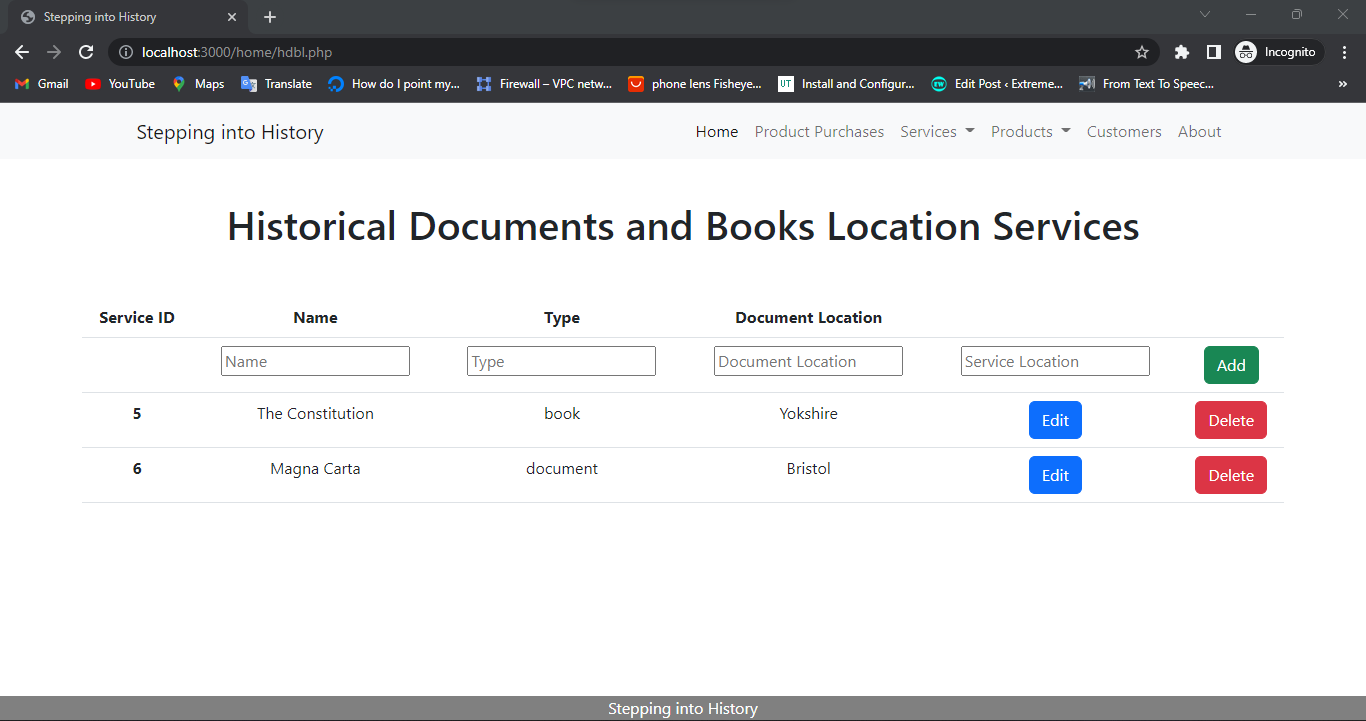 Stepping into History
localhost:3000/home/hdbl.php
Incognito
Gmail YouTube Maps Translate How do I point my... Firewall – VPC netw... phone lens Fisheye... UT Install and Configur... EW Edit Post ‹ Extreme... From Text To Speec... »
Stepping into History Home Product Purchases Services Products Customers About
Historical Documents and Books Location Services
Service ID Name Type Document Location
Name Type Document Location Service Location Add
5 The Constitution book Yokshire Edit Delete
6 Magna Carta document Bristol Edit Delete
Stepping into History